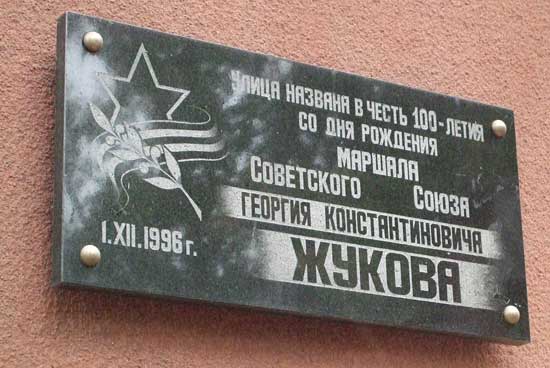 Улица названа в честь 100-летия
со дня рождения
маршала
Советского Союза
Георгия Константиновича
Жукова
1.XII.1996 г.